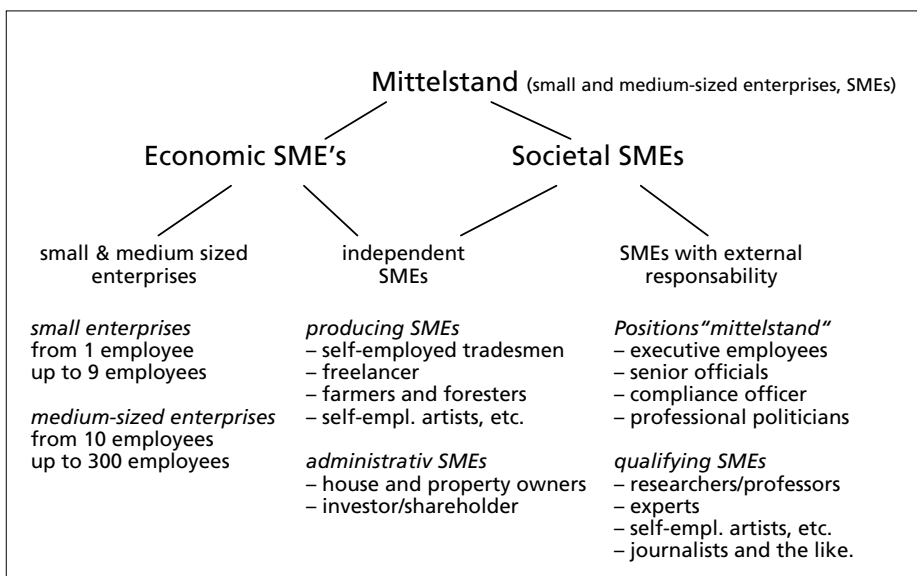 Mittelstand (small and medium-sized enterprises, SMEs)
Economic SME's
Societal SMEs
small & medium sized
enterprises
independent
SMEs
SMEs with external
responsability
small enterprises
from 1 employee
up to 9 employees
medium-sized enterprises
from 10 employees
up to 300 employees
producing SMEs
– self-employed tradesmen
– freelancer
– farmers and foresters
– self-empl. artists, etc.
administrativ SMEs
– house and property owners
– investor/shareholder
Positions“mittelstand“
– executive employees
– senior officials
– compliance officer
– professional politicians
qualifying SMEs
– researchers/professors
– experts
– self-empl. artists, etc.
– journalists and the like.